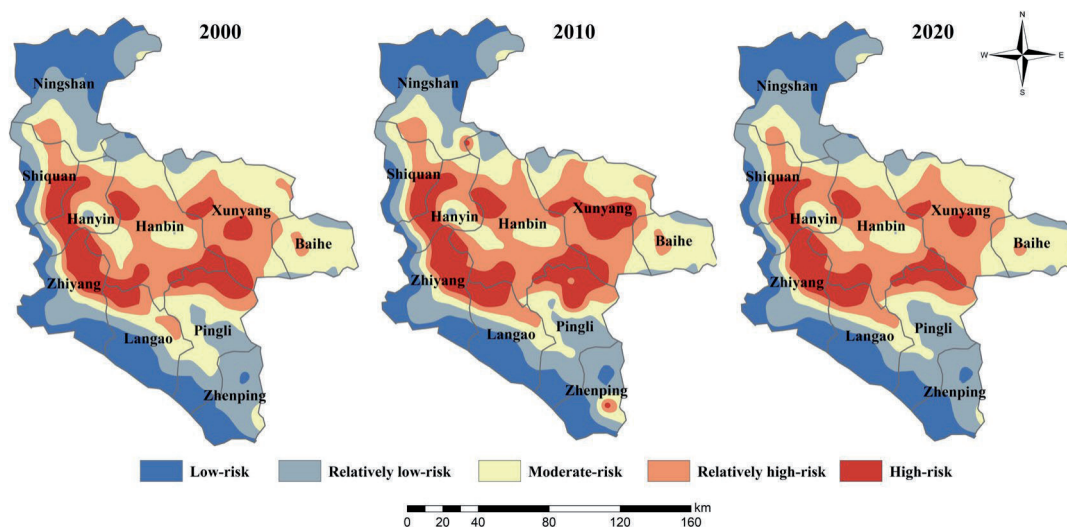 2000
2010
2020
N
W
E
S
Ningshan
Shiquan
Hanyin
Hanbin
Xunyang
Baihe
Zhiyang
Langao
Pingli
Zhenping
Ningshan
Shiquan
Hanyin
Hanbin
Xunyang
Baihe
Zhiyang
Langao
Pingli
Zhenping
Ningshan
Shiquan
Hanyin
Hanbin
Xunyang
Baihe
Zhiyang
Langao
Pingli
Zhenping
Low-risk
Relatively low-risk
Moderate-risk
Relatively high-risk
High-risk
km
0 20 40 80 120 160